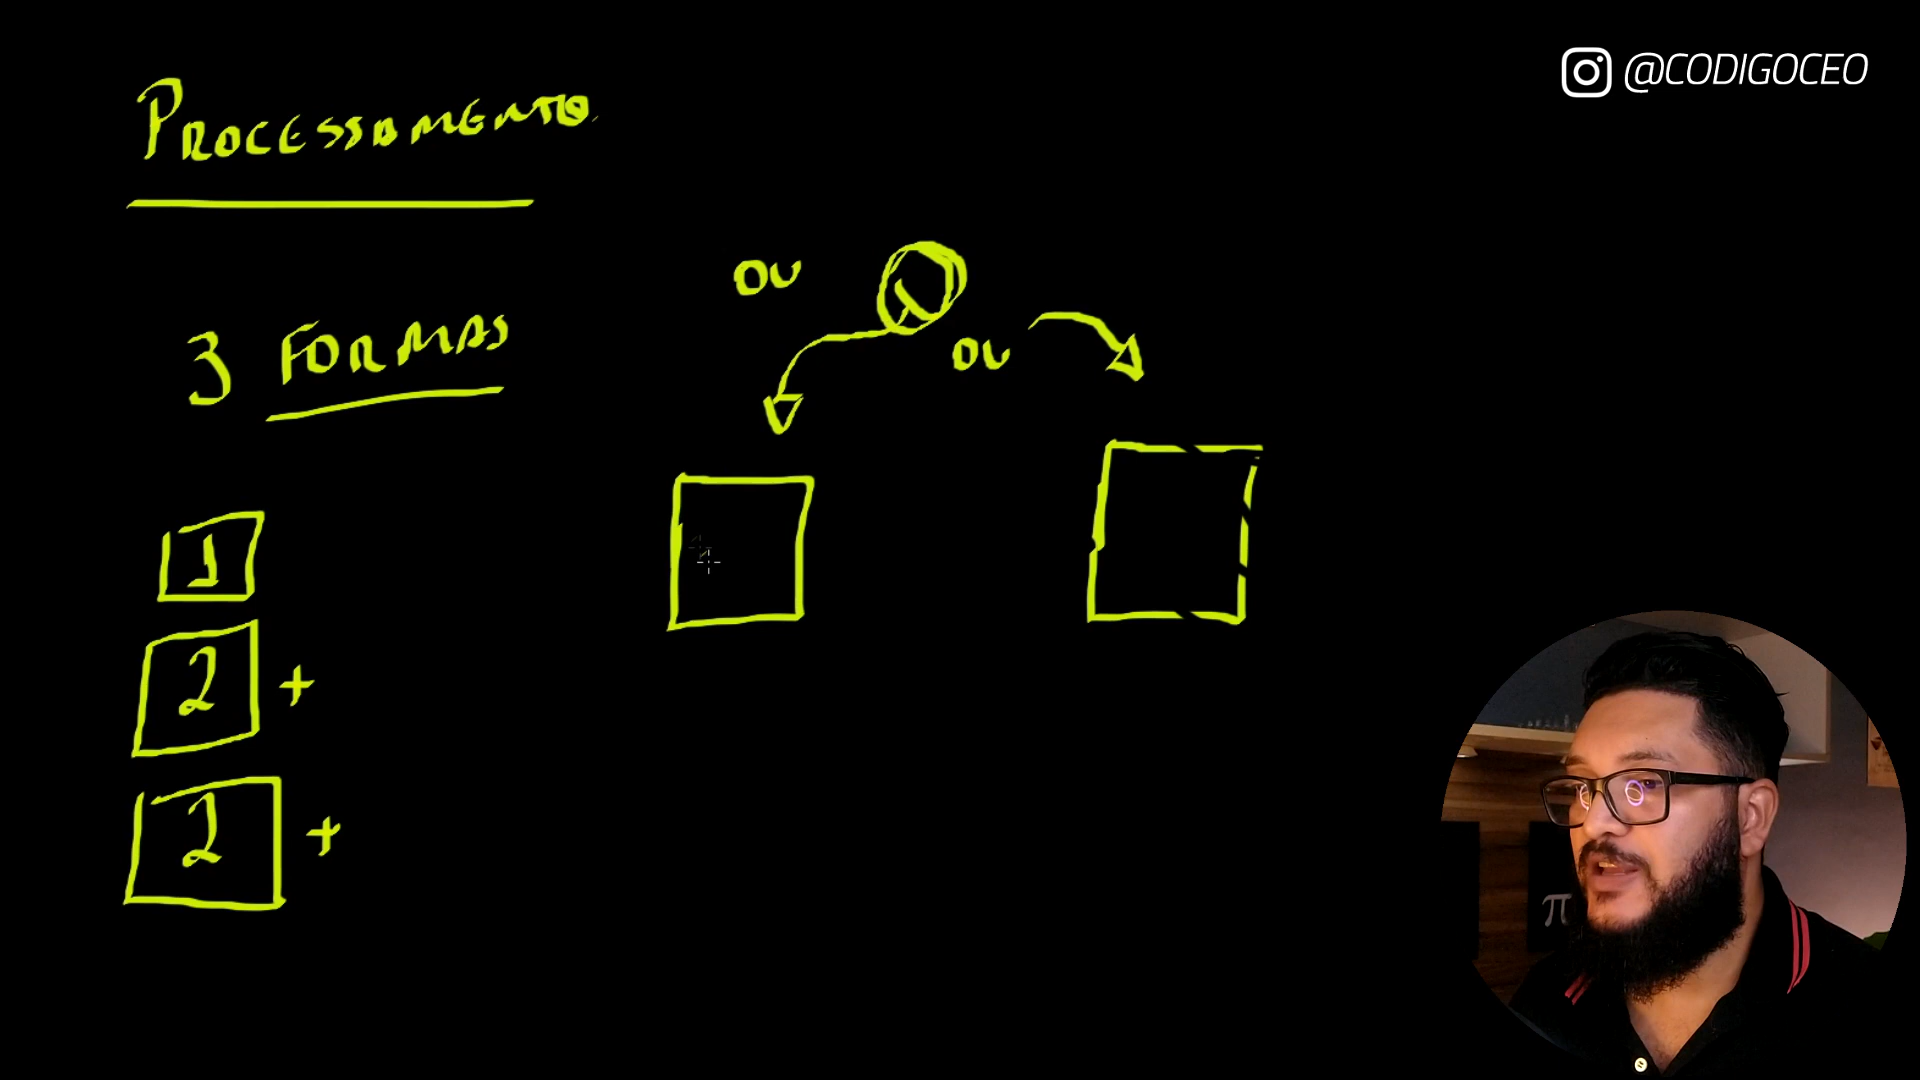 @CODIGOCEO
PROCESSAMENTO
OU
3 FORMAS
OU
1
2 +
2 +
π